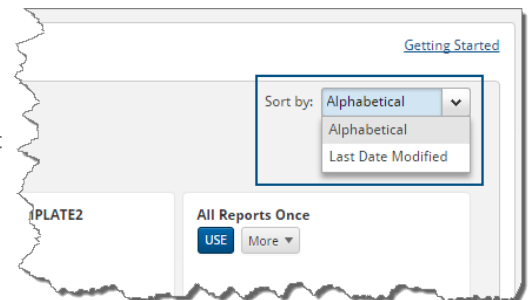 Getting Started
Sort by: Alphabetical
Alphabetical
Last Date Modified
PLATE2
All Reports Once
USE More